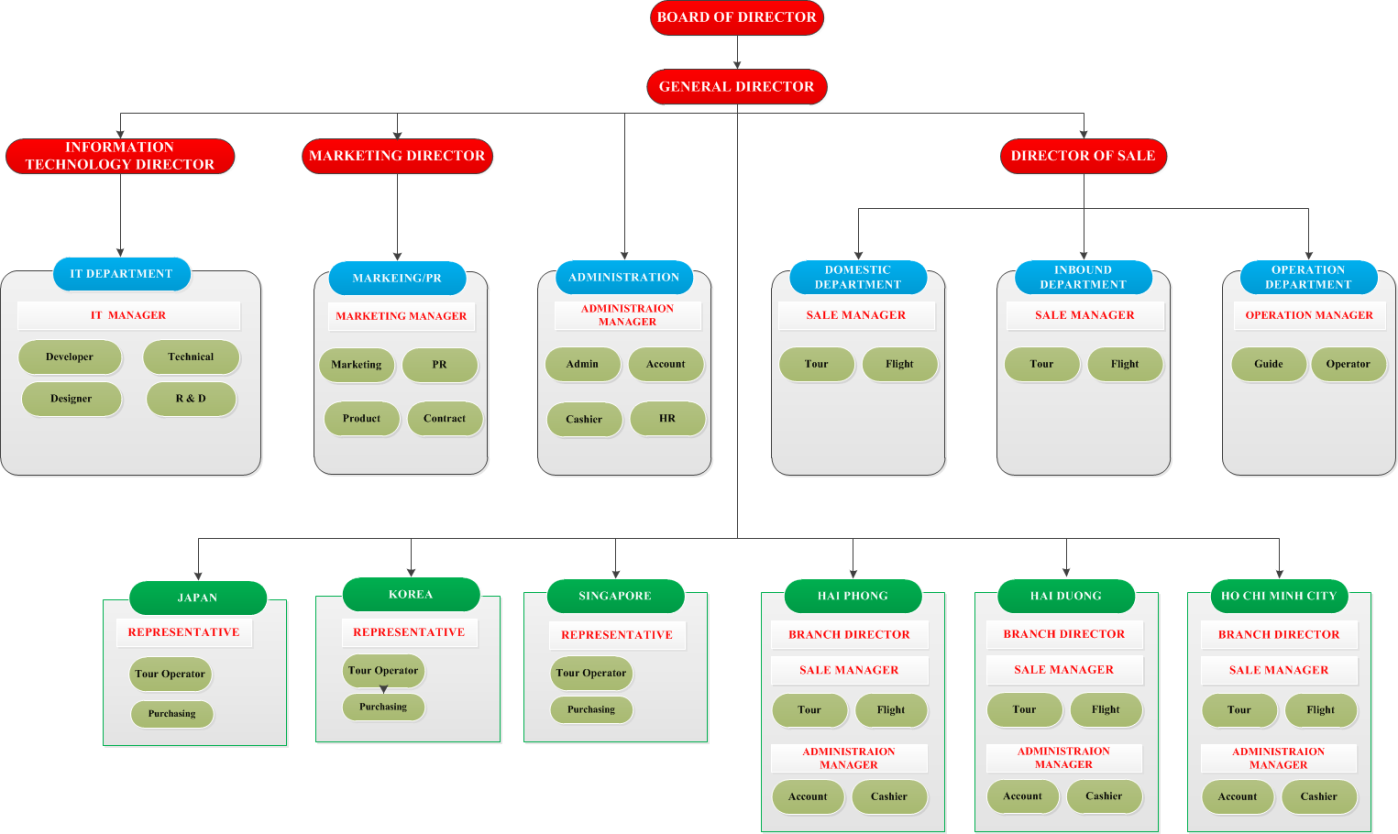 BOARD OF DIRECTOR
GENERAL DIRECTOR
INFORMATION
TECHNOLOGY DIRECTOR
MARKETING DIRECTOR
DIRECTOR OF SALE
IT DEPARTMENT
IT MANAGER
Developer
Technical
Designer
R & D
MARKEING/PR
MARKETING MANAGER
Marketing
PR
Product
Contract
ADMINISTRATION
ADMINISTRAION
MANAGER
Admin
Account
Cashier
HR
DOMESTIC
DEPARTMENT
SALE MANAGER
Tour
Flight
INBOUND
DEPARTMENT
SALE MANAGER
Tour
Flight
OPERATION
DEPARTMENT
OPERATION MANAGER
Guide
Operator
JAPAN
REPRESENTATIVE
Tour Operator
Purchasing
KOREA
REPRESENTATIVE
Tour Operator
Purchasing
SINGAPORE
REPRESENTATIVE
Tour Operator
Purchasing
HAI PHONG
BRANCH DIRECTOR
SALE MANAGER
Tour
Flight
ADMINISTRAION
MANAGER
Account
Cashier
HAI DUONG
BRANCH DIRECTOR
SALE MANAGER
Tour
Flight
ADMINISTRAION
MANAGER
Account
Cashier
HO CHI MINH CITY
BRANCH DIRECTOR
SALE MANAGER
Tour
Flight
ADMINISTRAION
MANAGER
Account
Cashier